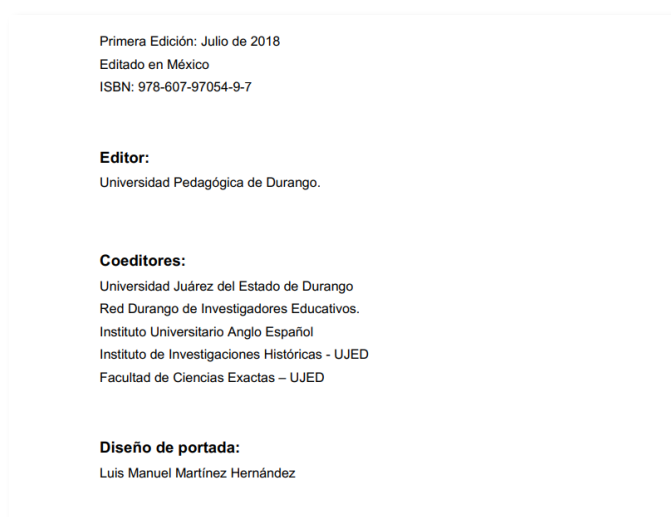 Primera Edición: Julio de 2018
Editado en México
ISBN: 978-607-97054-9-7
Editor:
Universidad Pedagógica de Durango.
Coeditores:
Universidad Juárez del Estado de Durango
Red Durango de Investigadores Educativos.
Instituto Universitario Anglo Español
Instituto de Investigaciones Históricas - UJED
Facultad de Ciencias Exactas – UJED
Diseño de portada:
Luis Manuel Martínez Hernández